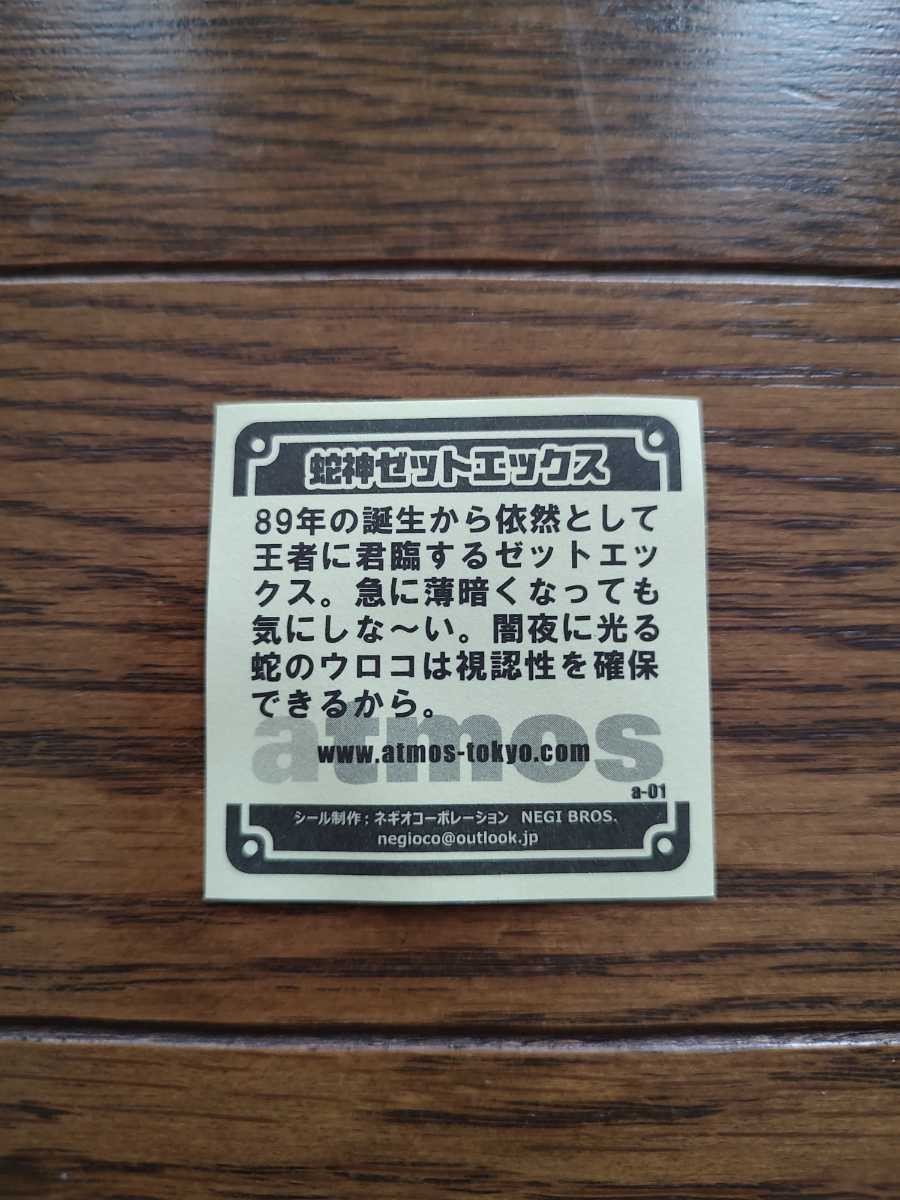 蛇神ゼットエックス
89年の誕生から依然として
王者に君臨するゼットエッ
クス。急に薄暗くなっても
気にしな〜い。闇夜に光る
蛇のウロコは視認性を確保
できるから。
atmos
www.atmos-tokyo.com
a-01
シール制作:ネギオコーポレーション NEGI BROS.
negioco@outlook.jp